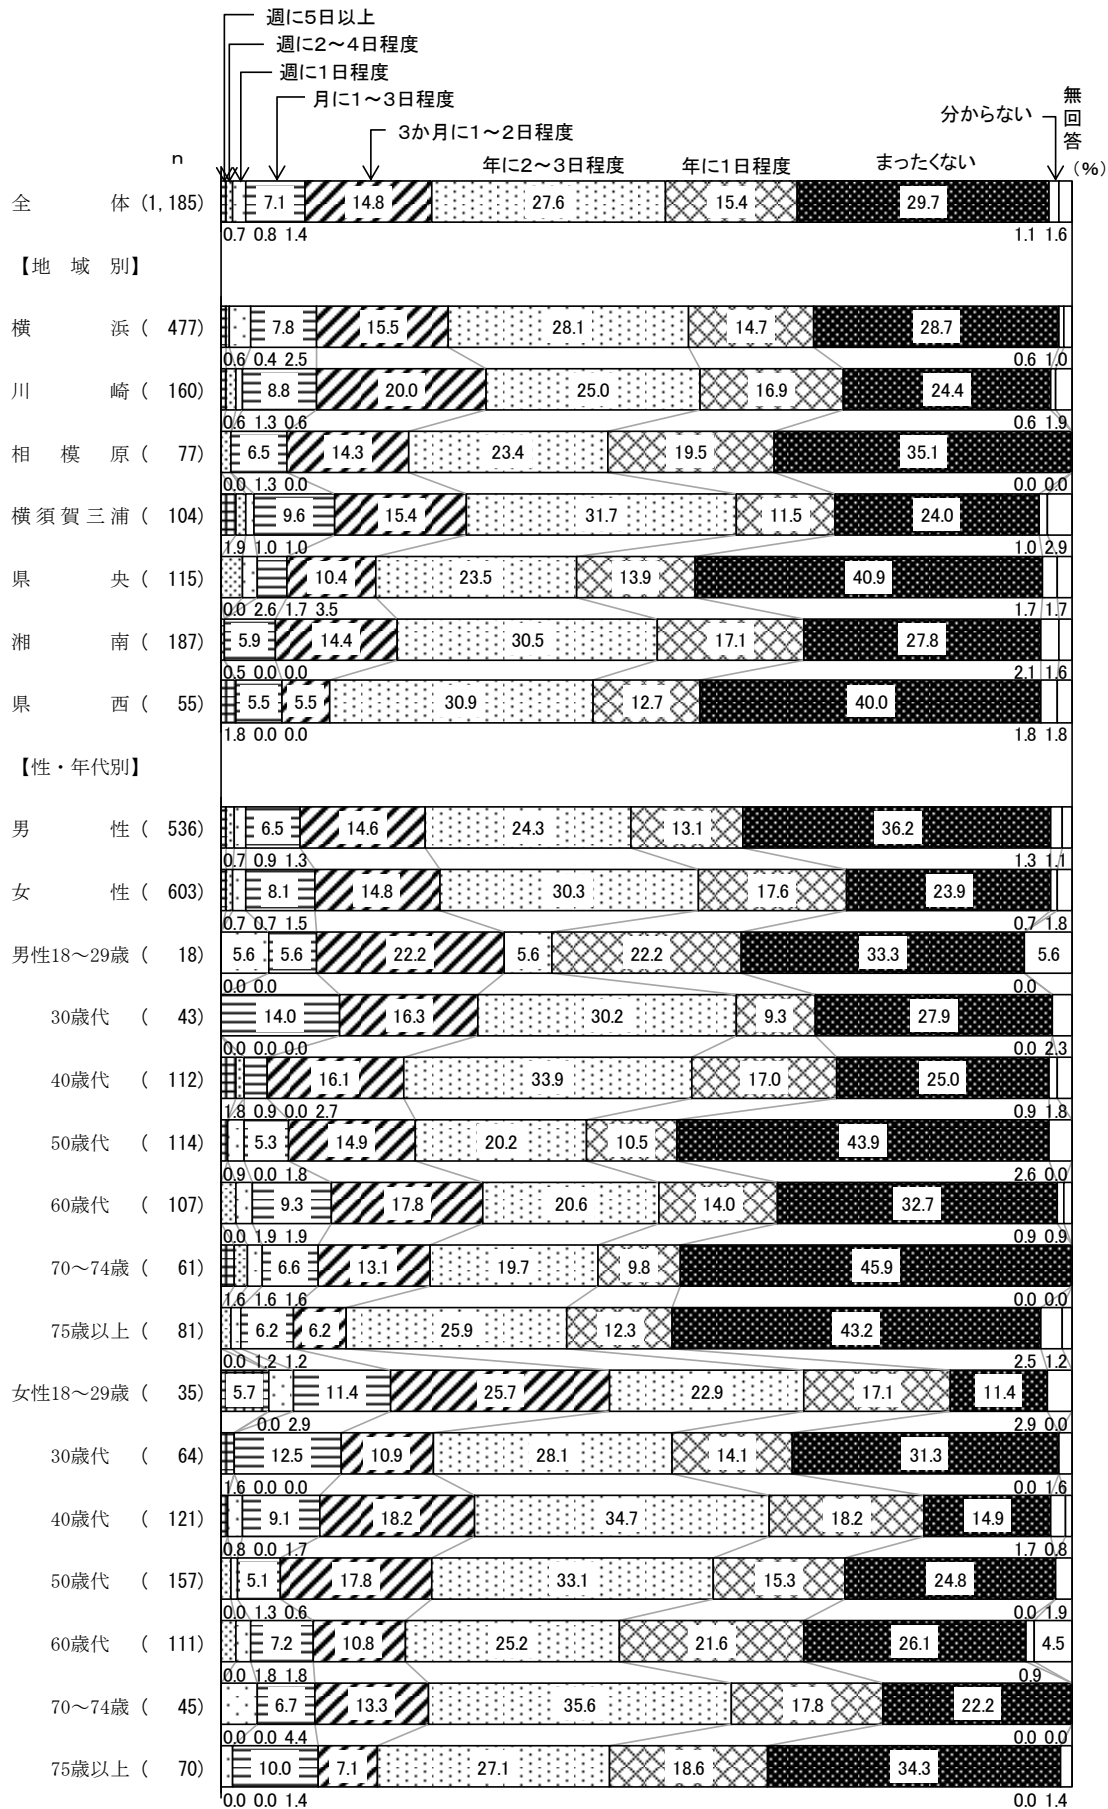 週に５日以上
週に２～４日程度
週に１日程度
月に１～３日程度
３か月に１～２日程度
分からない
無回答
n
年に２～３日程度 年に１日程度 まったくない
(%)
全体 (1,185) 7.1 14.8 27.6 15.4 29.7
0.7 0.8 1.4 1.1 1.6
【地域別】
横浜 ( 477) 7.8 15.5 28.1 14.7 28.7
0.6 0.4 2.5 0.6 1.0
川崎 ( 160) 8.8 20.0 25.0 16.9 24.4
0.6 1.3 0.6 0.6 1.9
相模原 ( 77) 6.5 14.3 23.4 19.5 35.1
0.0 1.3 0.0 0.0 0.0
横須賀三浦 ( 104) 9.6 15.4 31.7 11.5 24.0
1.9 1.0 1.0 1.0 2.9
県央 ( 115) 10.4 23.5 13.9 40.9
0.0 2.6 1.7 3.5 1.7 1.7
湘南 ( 187) 5.9 14.4 30.5 17.1 27.8
0.5 0.0 0.0 2.1 1.6
県西 ( 55) 5.5 5.5 30.9 12.7 40.0
1.8 0.0 0.0 1.8 1.8
【性・年代別】
男性 ( 536) 6.5 14.6 24.3 13.1 36.2
0.7 0.9 1.3 1.3 1.1
女性 ( 603) 8.1 14.8 30.3 17.6 23.9
0.7 0.7 1.5 0.7 1.8
男性18～29歳 ( 18) 5.6 5.6 22.2 5.6 22.2 33.3 5.6
0.0 0.0 0.0
30歳代 ( 43) 14.0 16.3 30.2 9.3 27.9
0.0 0.0 0.0 0.0 2.3
40歳代 ( 112) 16.1 33.9 17.0 25.0
1.8 0.9 0.0 2.7 0.9 1.8
50歳代 ( 114) 5.3 14.9 20.2 10.5 43.9
0.9 0.0 1.8 2.6 0.0
60歳代 ( 107) 9.3 17.8 20.6 14.0 32.7
0.0 1.9 1.9 0.9 0.9
70～74歳 ( 61) 6.6 13.1 19.7 9.8 45.9
1.6 1.6 1.6 0.0 0.0
75歳以上 ( 81) 6.2 6.2 25.9 12.3 43.2
0.0 1.2 1.2 2.5 1.2
女性18～29歳 ( 35) 5.7 11.4 25.7 22.9 17.1 11.4
0.0 2.9 2.9 0.0
30歳代 ( 64) 12.5 10.9 28.1 14.1 31.3
1.6 0.0 0.0 0.0 1.6
40歳代 ( 121) 9.1 18.2 34.7 18.2 14.9
0.8 0.0 1.7 1.7 0.8
50歳代 ( 157) 5.1 17.8 33.1 15.3 24.8
0.0 1.3 0.6 0.0 1.9
60歳代 ( 111) 7.2 10.8 25.2 21.6 26.1 4.5
0.0 1.8 1.8 0.9
70～74歳 ( 45) 6.7 13.3 35.6 17.8 22.2
0.0 0.0 4.4 0.0 0.0
75歳以上 ( 70) 10.0 7.1 27.1 18.6 34.3
0.0 0.0 1.4 0.0 1.4